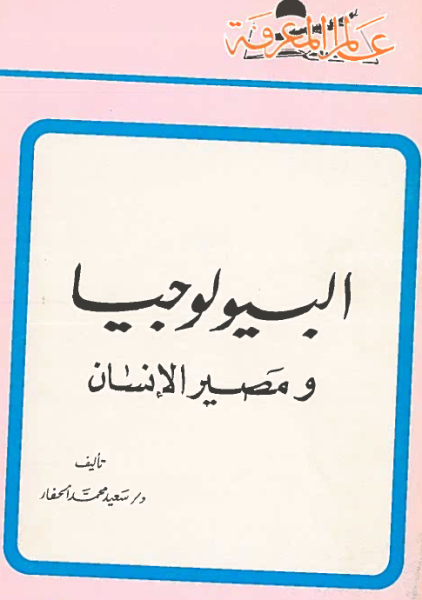 عالم المعرفة
البيولوجيا
ومصير الإنسان
تأليف
د/ سعيد محمد الحفار